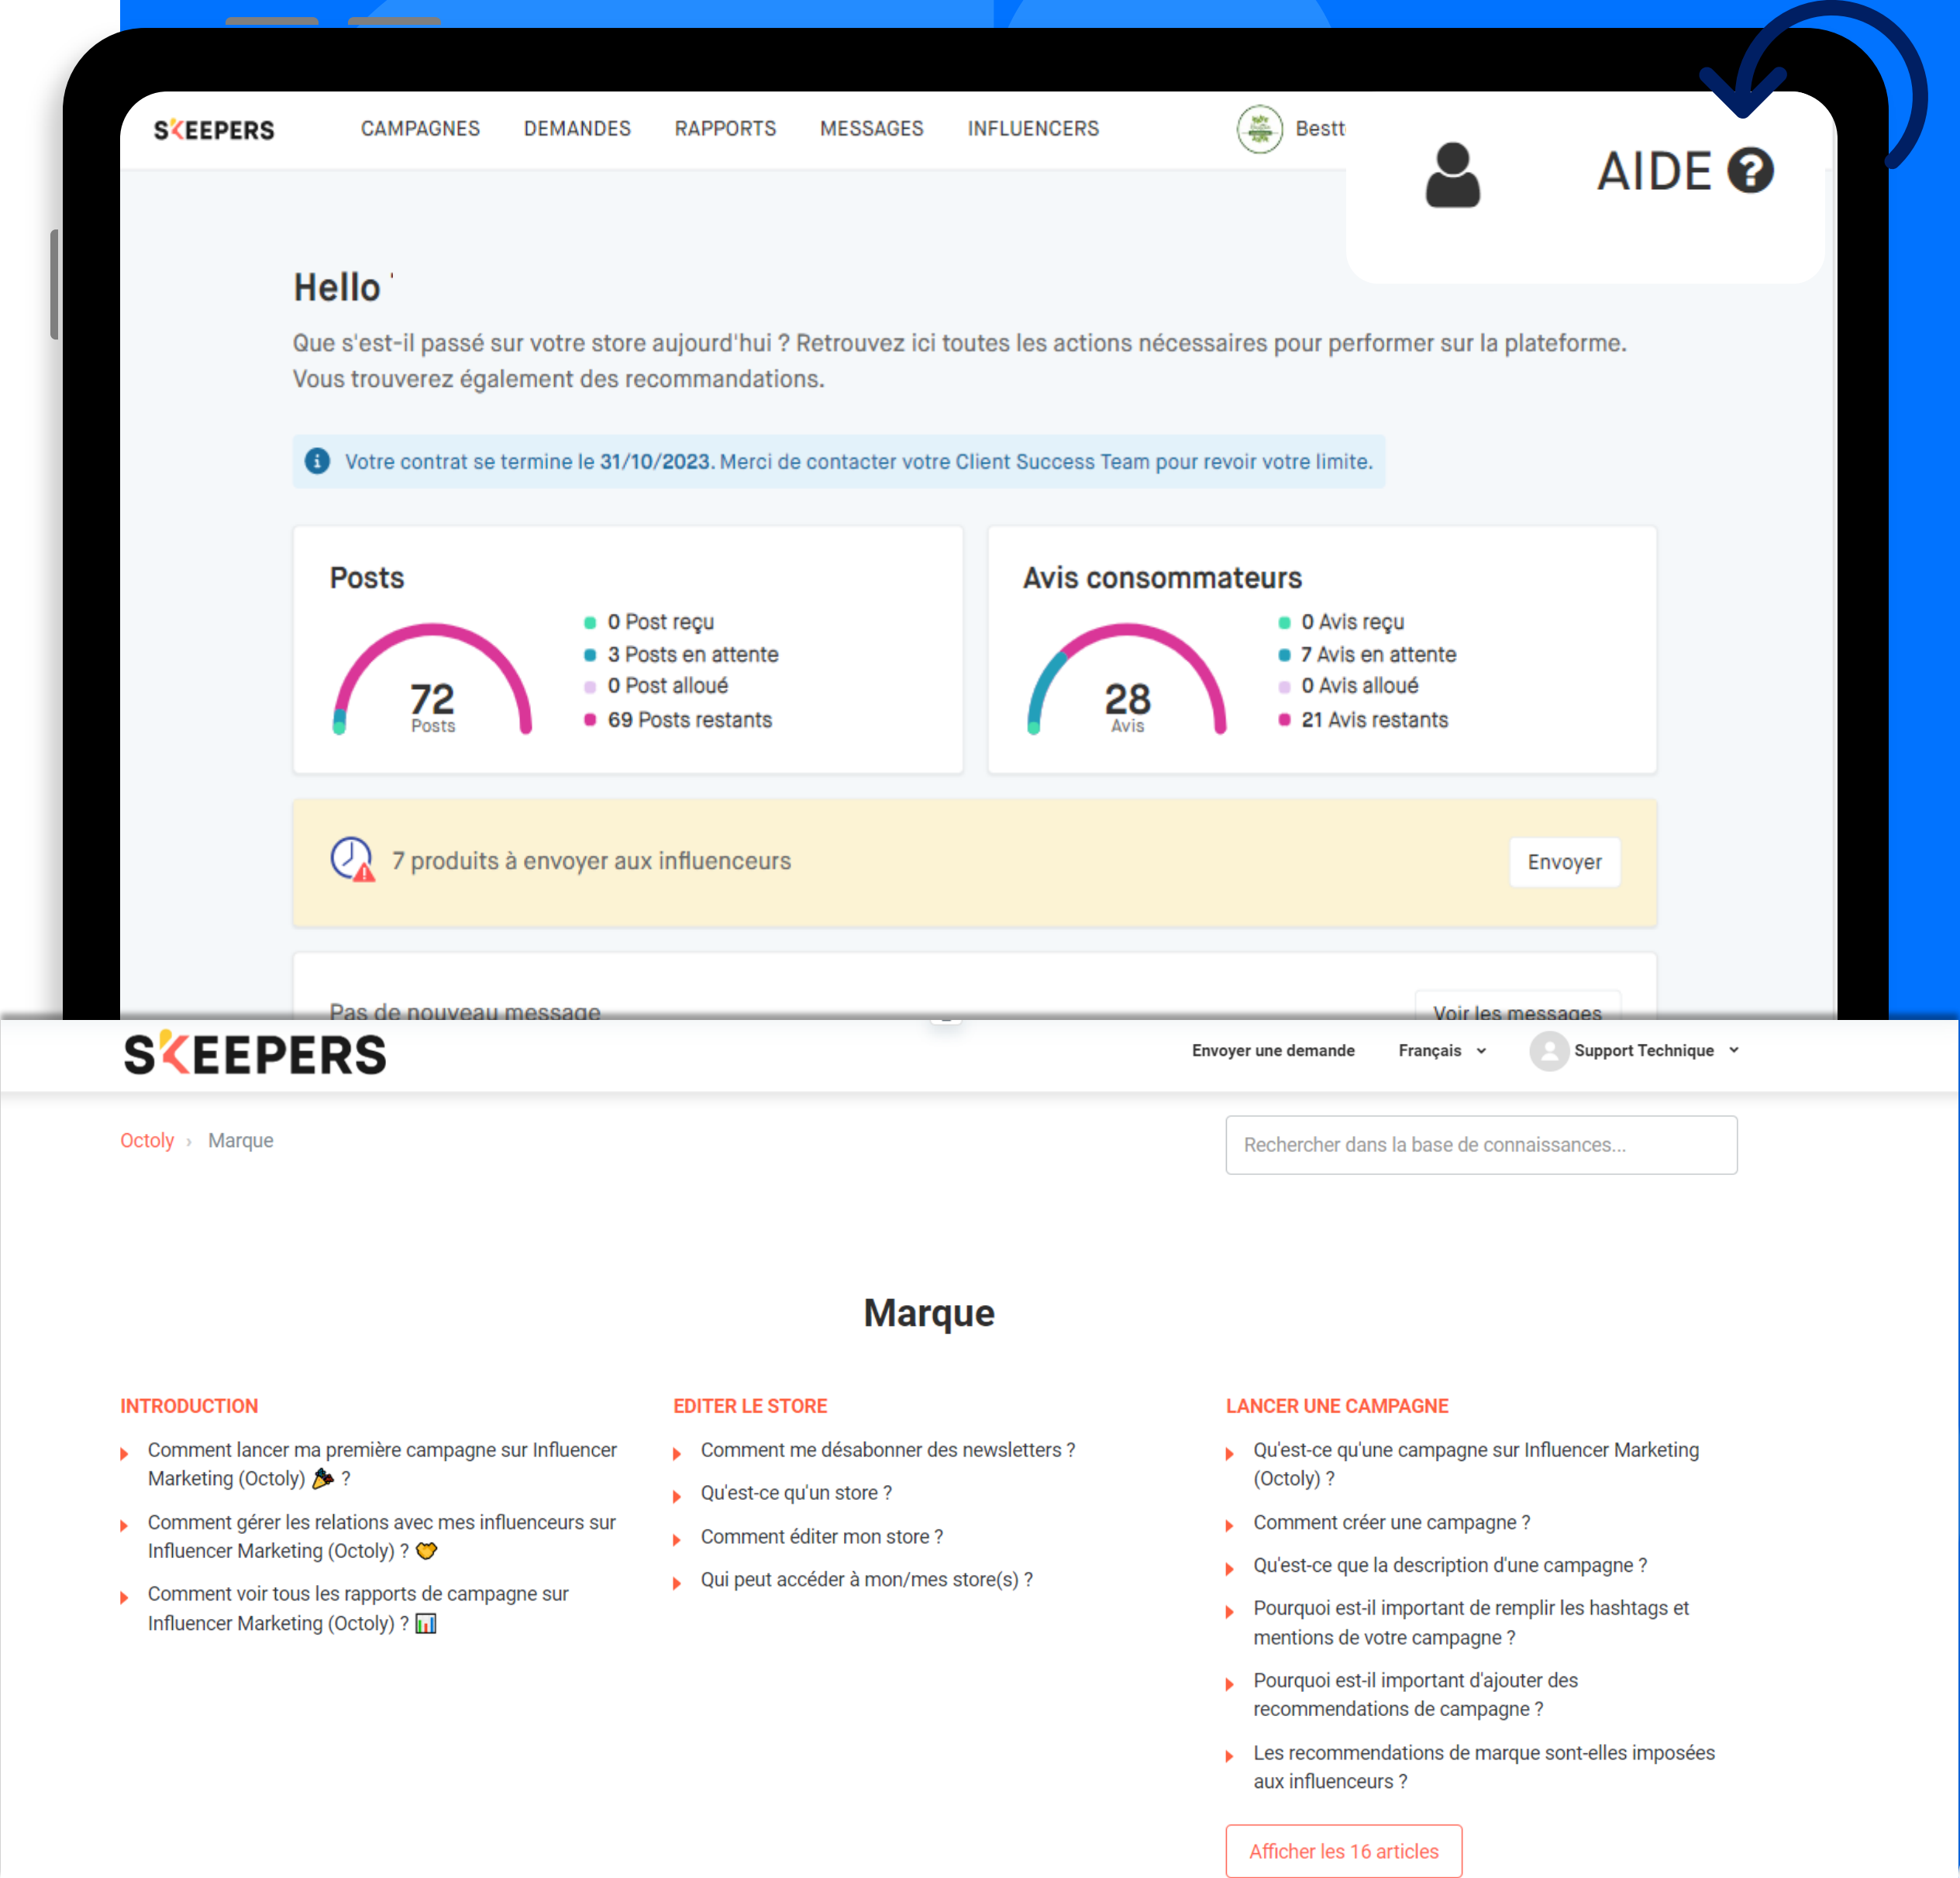 SKEEPERS
CAMPAGNES DEMANDES RAPPORTS MESSAGES INFLUENCERS
AIDE ?
Hello
Que s'est-il passé sur votre store aujourd'hui ? Retrouvez ici toutes les actions nécessaires pour performer sur la plateforme.
Vous trouverez également des recommandations.
Votre contrat se termine le 31/10/2023. Merci de contacter votre Client Success Team pour revoir votre limite.
Posts
72
Posts
0 Post reçu
3 Posts en attente
0 Post alloué
69 Posts restants
Avis consommateurs
28
Avis
0 Avis reçu
7 Avis en attente
0 Avis alloué
21 Avis restants
7 produits à envoyer aux influenceurs
Envoyer
Pas de nouveau message
Voir les messages
SKEEPERS
Envoyer une demande Français Support Technique
Octoly › Marque
Rechercher dans la base de connaissances...
Marque
INTRODUCTION
Comment lancer ma première campagne sur Influencer
Marketing (Octoly) 🎉 ?
Comment gérer les relations avec mes influenceurs sur
Influencer Marketing (Octoly) ? 🤝
Comment voir tous les rapports de campagne sur
Influencer Marketing (Octoly) ? 📊
EDITER LE STORE
Comment me désabonner des newsletters ?
Qu'est-ce qu'un store ?
Comment éditer mon store ?
Qui peut accéder à mon/mes store(s) ?
LANCER UNE CAMPAGNE
Qu'est-ce qu'une campagne sur Influencer Marketing
(Octoly) ?
Comment créer une campagne ?
Qu'est-ce que la description d'une campagne ?
Pourquoi est-il important de remplir les hashtags et
mentions de votre campagne ?
Pourquoi est-il important d'ajouter des
recommendations de campagne ?
Les recommendations de marque sont-elles imposées
aux influenceurs ?
Afficher les 16 articles